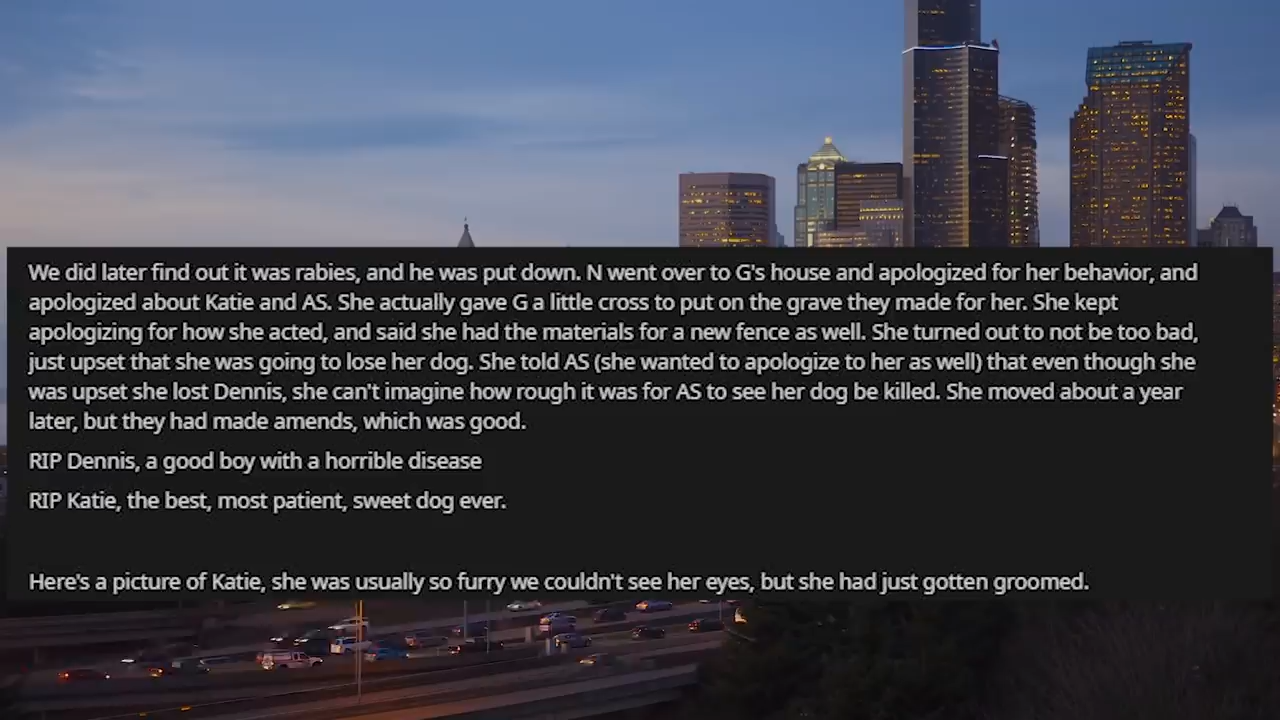 We did later find out it was rabies, and he was put down. N went over to G's house and apologized for her behavior, and
apologized about Katie and AS. She actually gave G a little cross to put on the grave they made for her. She kept
apologizing for how she acted, and said she had the materials for a new fence as well. She turned out to not be too bad,
just upset that she was going to lose her dog. She told AS (she wanted to apologize to her as well) that even though she
was upset she lost Dennis, she can't imagine how rough it was for AS to see her dog be killed. She moved about a year
later, but they had made amends, which was good.
RIP Dennis, a good boy with a horrible disease
RIP Katie, the best, most patient, sweet dog ever.
Here's a picture of Katie, she was usually so furry we couldn't see her eyes, but she had just gotten groomed.